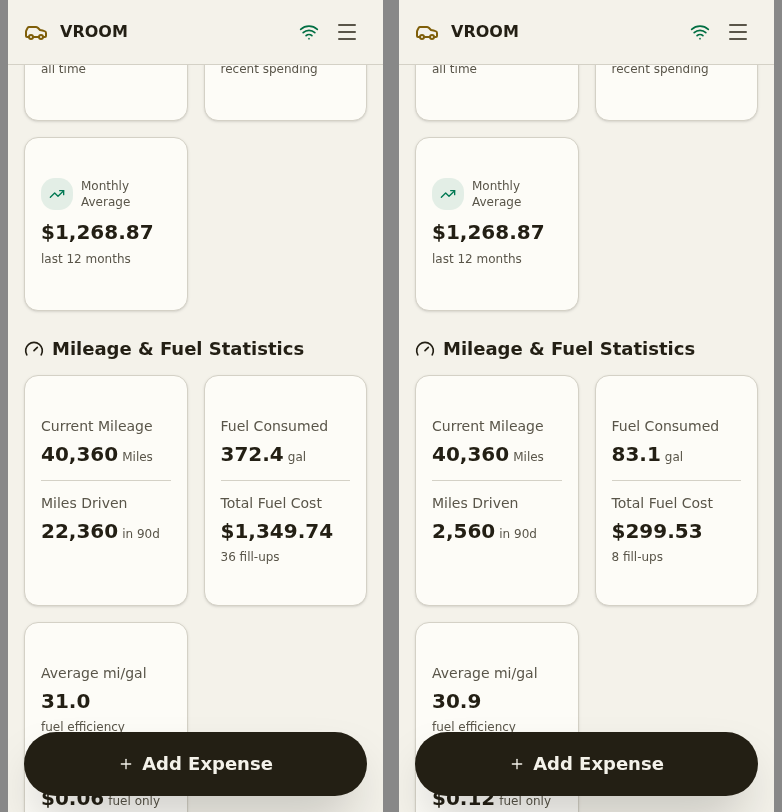 VROOM
all time
recent spending
Monthly
Average
$1,268.87
last 12 months
Mileage & Fuel Statistics
Current Mileage
40,360 Miles
Miles Driven
22,360 in 90d
Fuel Consumed
372.4 gal
Total Fuel Cost
$1,349.74
36 fill-ups
Average mi/gal
31.0
fuel efficiency
+ Add Expense
$0.06 fuel only
VROOM
all time
recent spending
Monthly
Average
$1,268.87
last 12 months
Mileage & Fuel Statistics
Current Mileage
40,360 Miles
Miles Driven
2,560 in 90d
Fuel Consumed
83.1 gal
Total Fuel Cost
$299.53
8 fill-ups
Average mi/gal
30.9
fuel efficiency
+ Add Expense
$0.12 fuel only